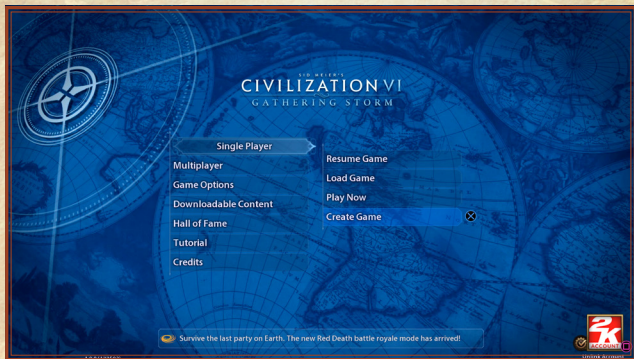 SID MEIER'S
CIVILIZATION VI
GATHERING STORM
Single Player
Multiplayer
Game Options
Downloadable Content
Hall of Fame
Tutorial
Credits
Resume Game
Load Game
Play Now
Create Game
Survive the last party on Earth. The new Red Death battle royale mode has arrived!
2K
ACCOUNT
Unlink Account